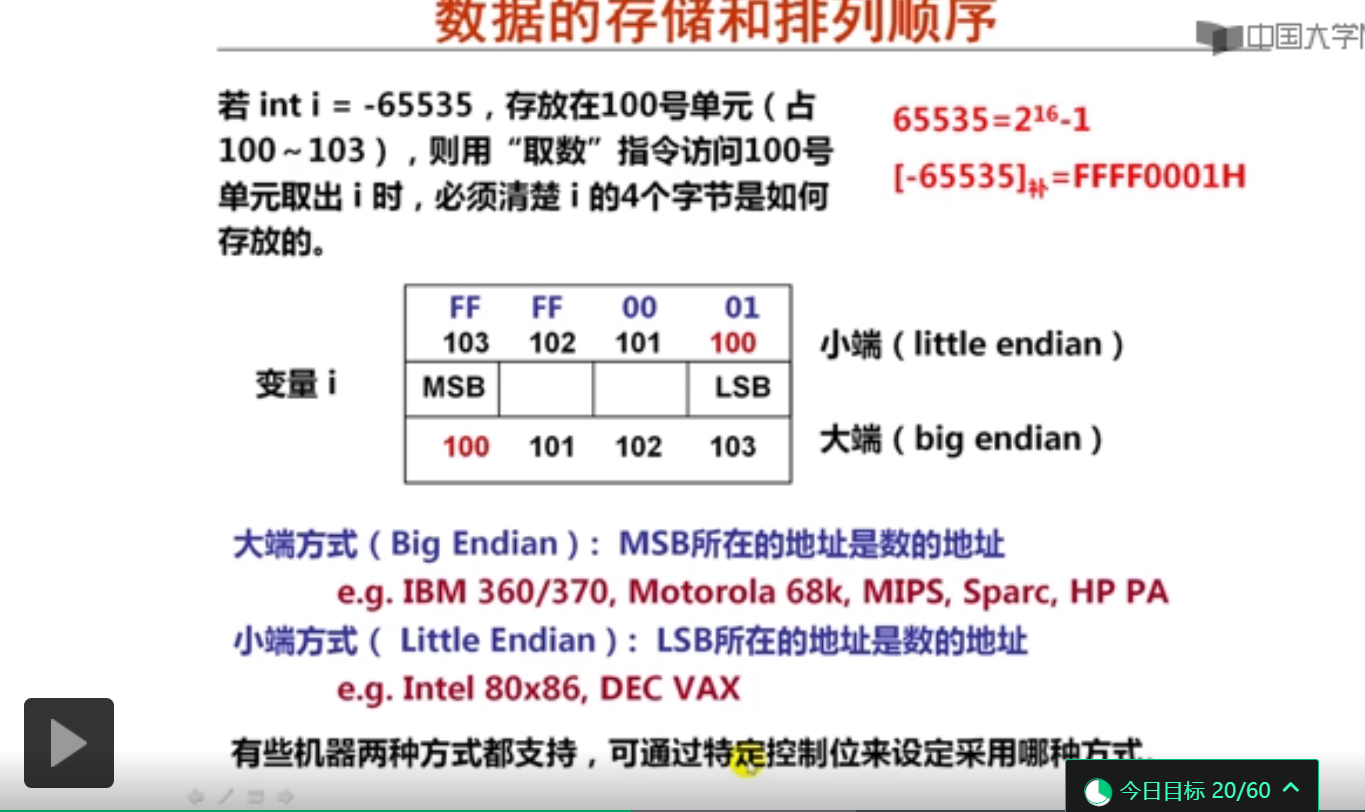 数据的存储和排列顺序
中国大学
若 int i = -65535，存放在100号单元（占
100～103），则用“取数”指令访问100号
单元取出 i 时，必须清楚 i 的4个字节是如何
存放的。
65535=2¹⁶-1
[-65535]补=FFFF0001H
FF FF 00 01
103 102 101 100
小端（little endian）
变量 i
MSB LSB
100 101 102 103
大端（big endian）
大端方式（Big Endian）：MSB所在的地址是数的地址
e.g. IBM 360/370, Motorola 68k, MIPS, Sparc, HP PA
小端方式（ Little Endian ）：LSB所在的地址是数的地址
e.g. Intel 80x86, DEC VAX
有些机器两种方式都支持，可通过特定控制位来设定采用哪种方式。
今日目标 20/60